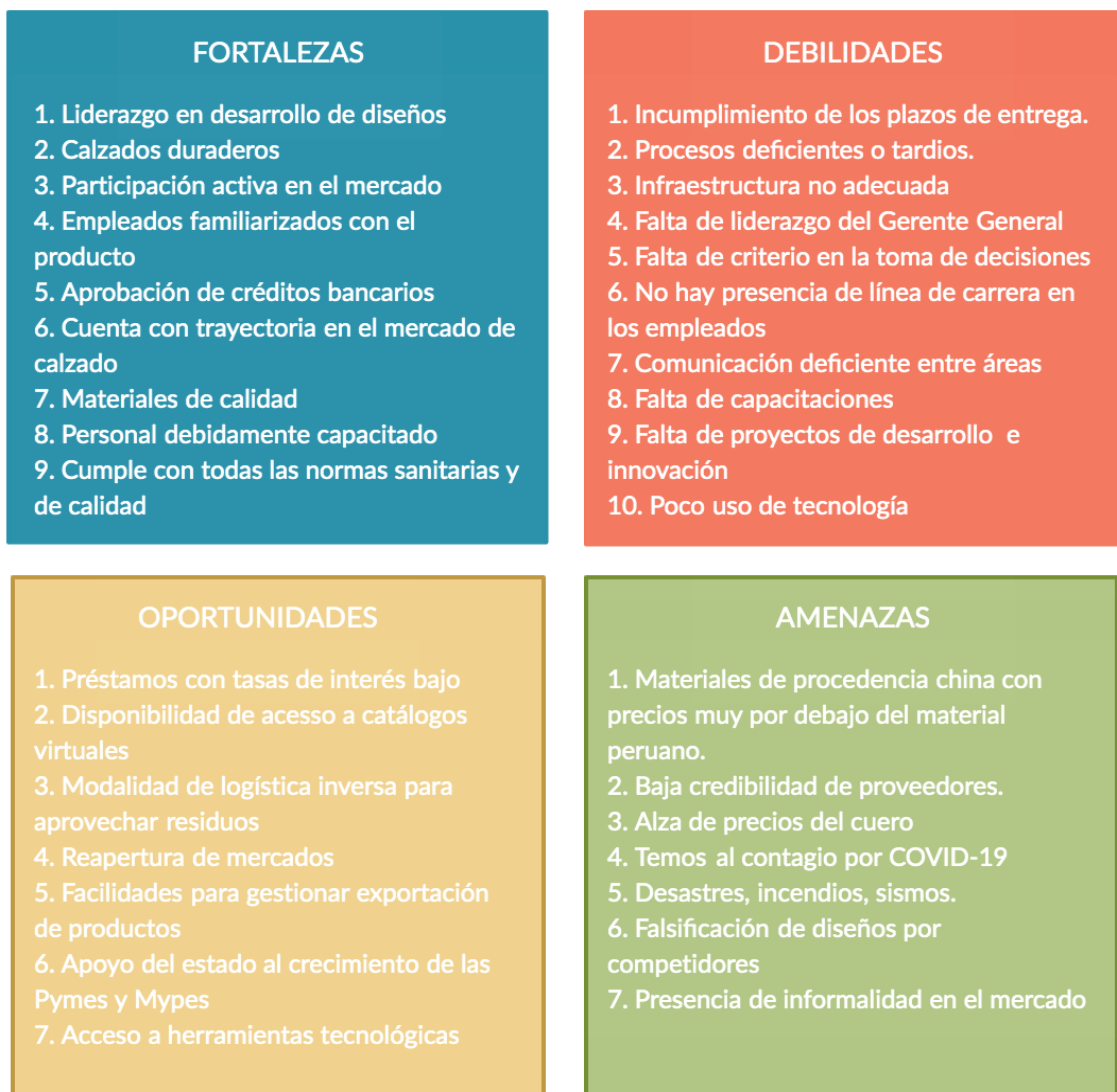 FORTALEZAS
1. Liderazgo en desarrollo de diseños
2. Calzados duraderos
3. Participación activa en el mercado
4. Empleados familiarizados con el
producto
5. Aprobación de créditos bancarios
6. Cuenta con trayectoria en el mercado de
calzado
7. Materiales de calidad
8. Personal debidamente capacitado
9. Cumple con todas las normas sanitarias y
de calidad
DEBILIDADES
1. Incumplimiento de los plazos de entrega.
2. Procesos deficientes o tardios.
3. Infraestructura no adecuada
4. Falta de liderazgo del Gerente General
5. Falta de criterio en la toma de decisiones
6. No hay presencia de línea de carrera en
los empleados
7. Comunicación deficiente entre áreas
8. Falta de capacitaciones
9. Falta de proyectos de desarrollo e
innovación
10. Poco uso de tecnología
OPORTUNIDADES
1. Préstamos con tasas de interés bajo
2. Disponibilidad de acceso a catálogos
virtuales
3. Modalidad de logística inversa para
aprovechar residuos
4. Reapertura de mercados
5. Facilidades para gestionar exportación
de productos
6. Apoyo del estado al crecimiento de las
Pymes y Mypes
7. Acceso a herramientas tecnológicas
AMENAZAS
1. Materiales de procedencia china con
precios muy por debajo del material
peruano.
2. Baja credibilidad de proveedores.
3. Alza de precios del cuero
4. Temos al contagio por COVID-19
5. Desastres, incendios, sismos.
6. Falsificación de diseños por
competidores
7. Presencia de informalidad en el mercado